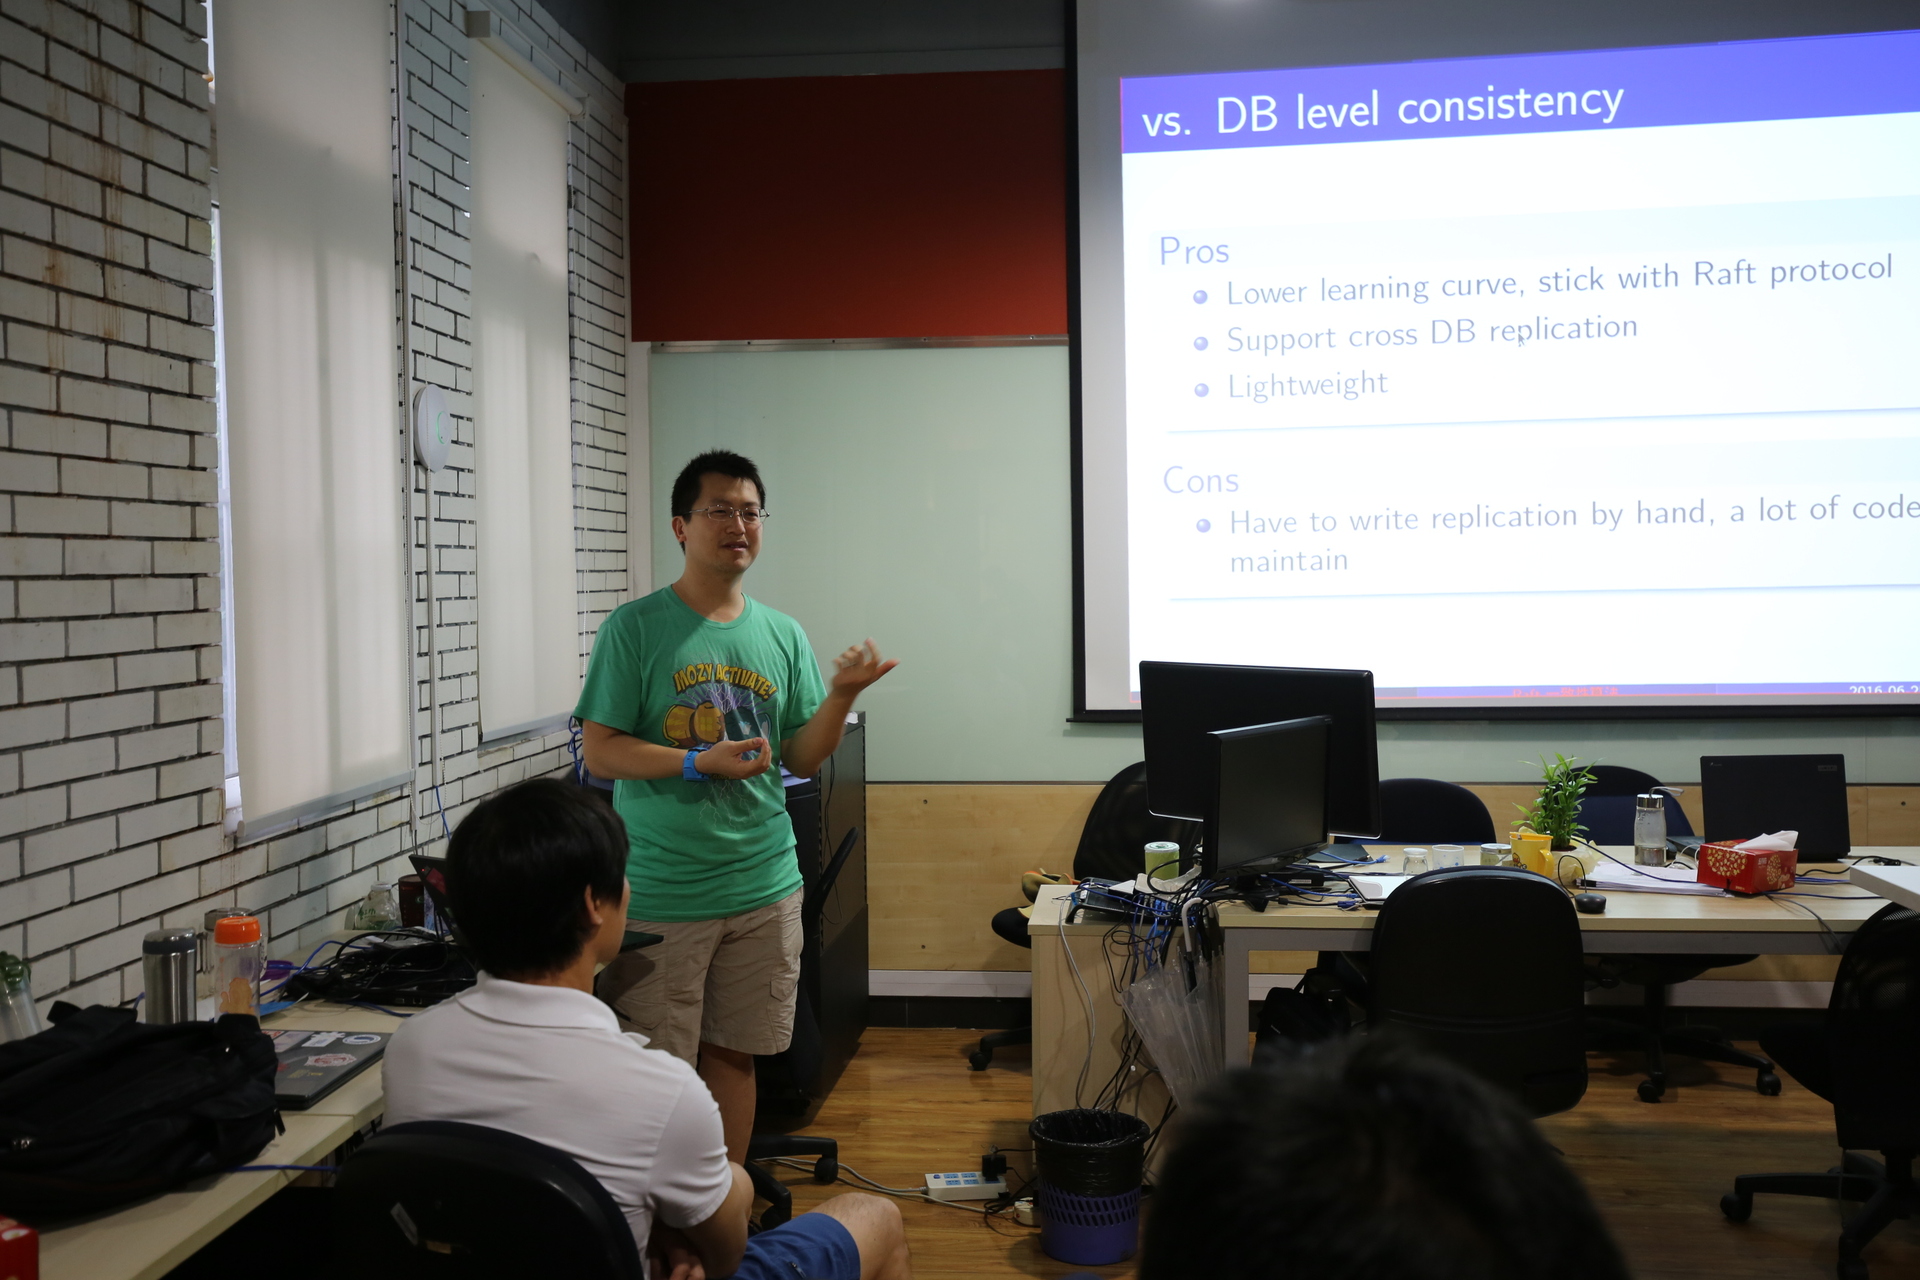 vs. DB level consistency
Pros
Lower learning curve, stick with Raft protocol
Support cross DB replication
Lightweight
Cons
Have to write replication by hand, a lot of code
maintain
MOZY ACTIVATE!